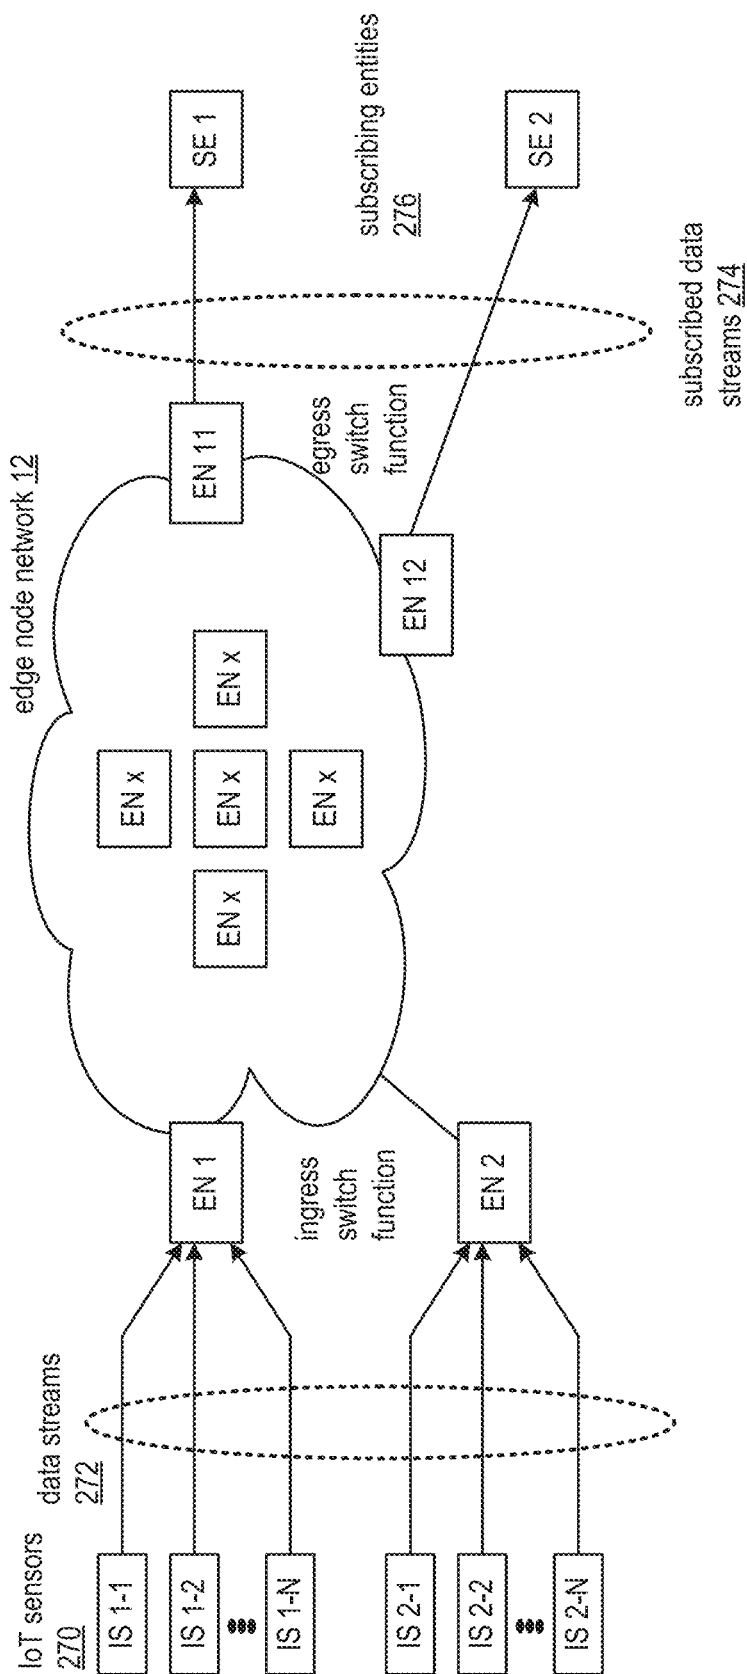 IoT sensors
270
IS 1-1
IS 1-2
IS 1-N
IS 2-1
IS 2-2
IS 2-N
data streams
272
EN 1
ingress
switch
function
EN 2
edge node network 12
EN x
EN x
EN x
EN x
EN x
EN 11
egress
switch
function
EN 12
subscribed data
streams 274
subscribing entities
276
SE 1
SE 2